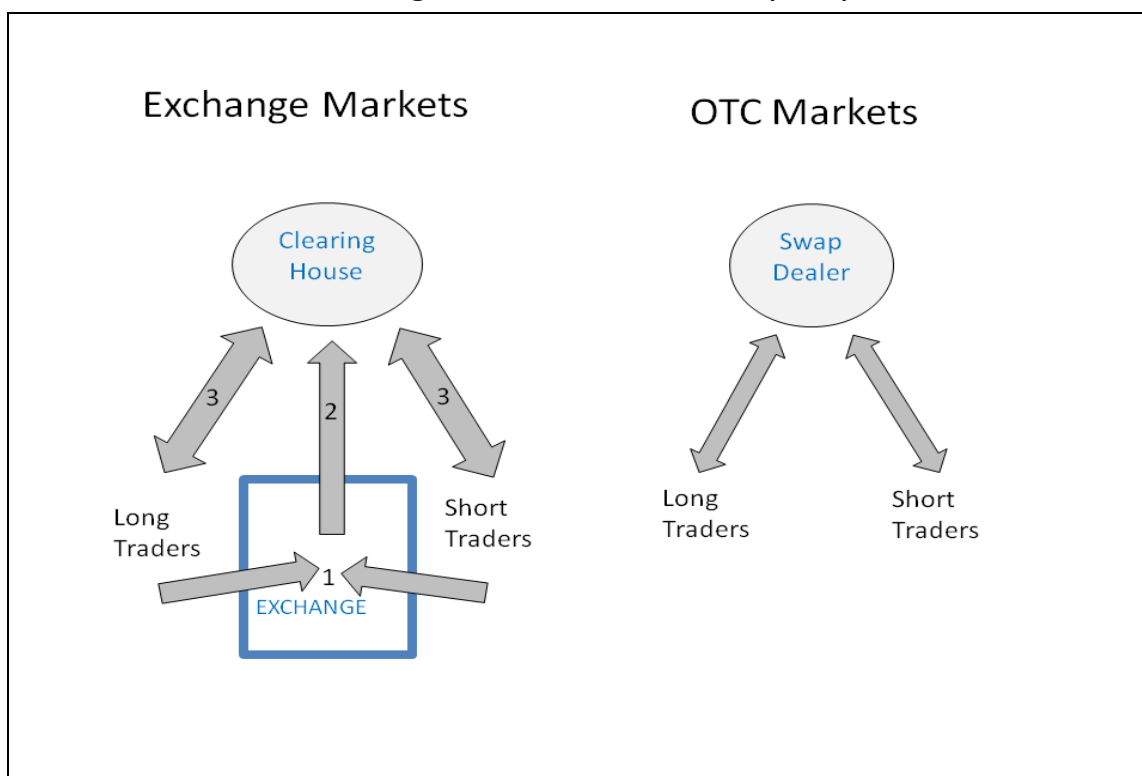 Exchange Markets
OTC Markets
Clearing
House
Swap
Dealer
3
2
3
Long
Traders
Short
Traders
Long
Traders
Short
Traders
1
EXCHANGE